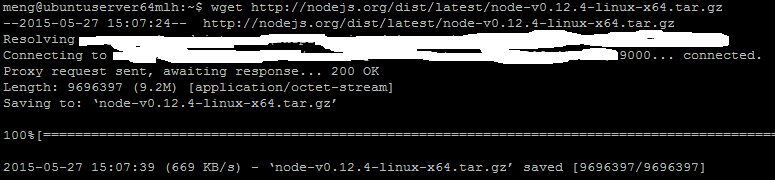 meng@ubuntuserver64mlh:~$ wget http://nodejs.org/dist/latest/node-v0.12.4-linux-x64.tar.gz
--2015-05-27 15:07:24--  http://nodejs.org/dist/latest/node-v0.12.4-linux-x64.tar.gz
Resolving
Connecting to 9000... connected.
Proxy request sent, awaiting response... 200 OK
Length: 9696397 (9.2M) [application/octet-stream]
Saving to: ‘node-v0.12.4-linux-x64.tar.gz’
100%[=====================================================================================================
2015-05-27 15:07:39 (669 KB/s) - ‘node-v0.12.4-linux-x64.tar.gz’ saved [9696397/9696397]